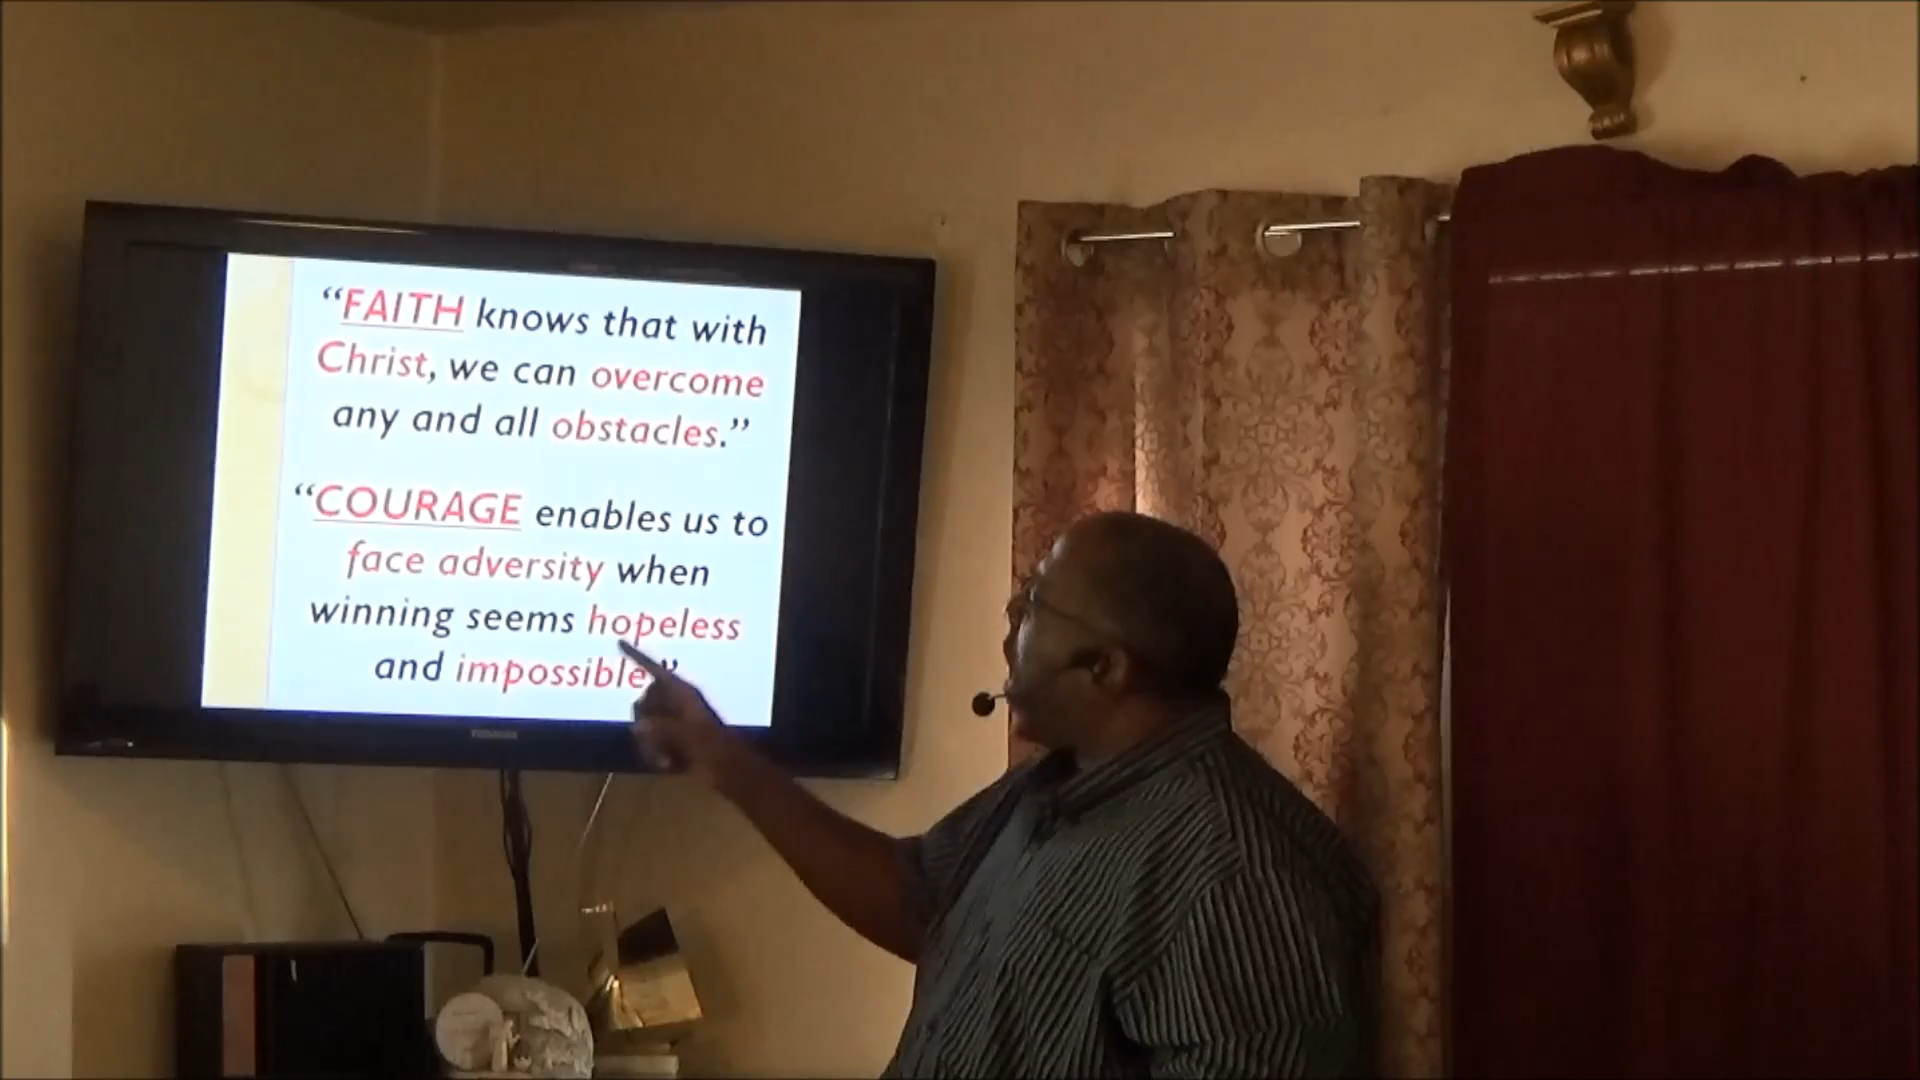 “FAITH knows that with
Christ, we can overcome
any and all obstacles.”
“COURAGE enables us to
face adversity when
winning seems hopeless
and impossible.”
TOSHIBA